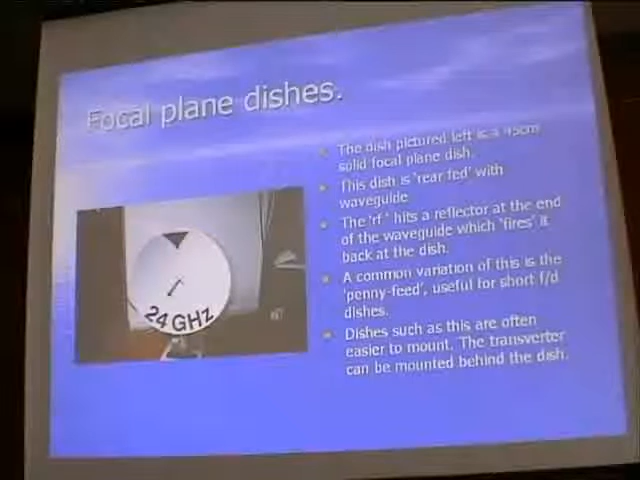 Focal plane dishes.
The dish pictured left is a 45cm
solid focal plane dish.
This dish is 'rear fed' with
waveguide
The 'rf' hits a reflector at the end
of the waveguide which 'fires' it
back at the dish.
A common variation of this is the
'penny-feed', useful for short f/d
dishes.
Dishes such as this are often
easier to mount. The transverter
can be mounted behind the dish.
24 GHz